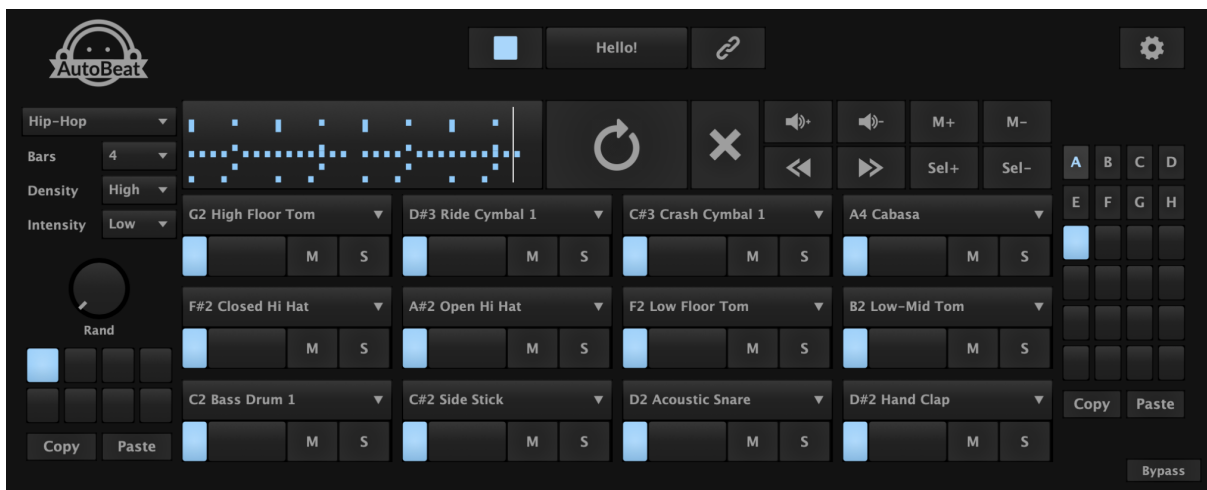 Hello!
AutoBeat
Hip-Hop
M+
M-
Bars
4
Density
High
Intensity
Low
Sel+
Sel-
A B C D
E F G H
G2 High Floor Tom
D#3 Ride Cymbal 1
C#3 Crash Cymbal 1
A4 Cabasa
M S
M S
M S
M S
Rand
F#2 Closed Hi Hat
A#2 Open Hi Hat
F2 Low Floor Tom
B2 Low-Mid Tom
M S
M S
M S
M S
C2 Bass Drum 1
C#2 Side Stick
D2 Acoustic Snare
D#2 Hand Clap
M S
M S
M S
M S
Copy Paste
Copy Paste
Bypass